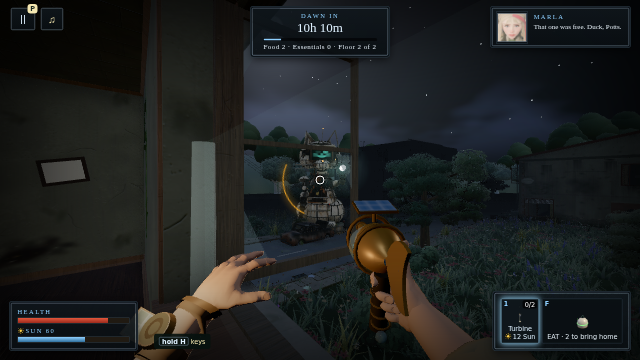 P
DAWN IN
10h 10m
Food 2 · Essentials 0 · Floor 2 of 2
MARLA
That one was free. Duck, Potts.
HEALTH
SUN 60
hold H keys
1 0/2
Turbine
12 Sun
F
EAT · 2 to bring home